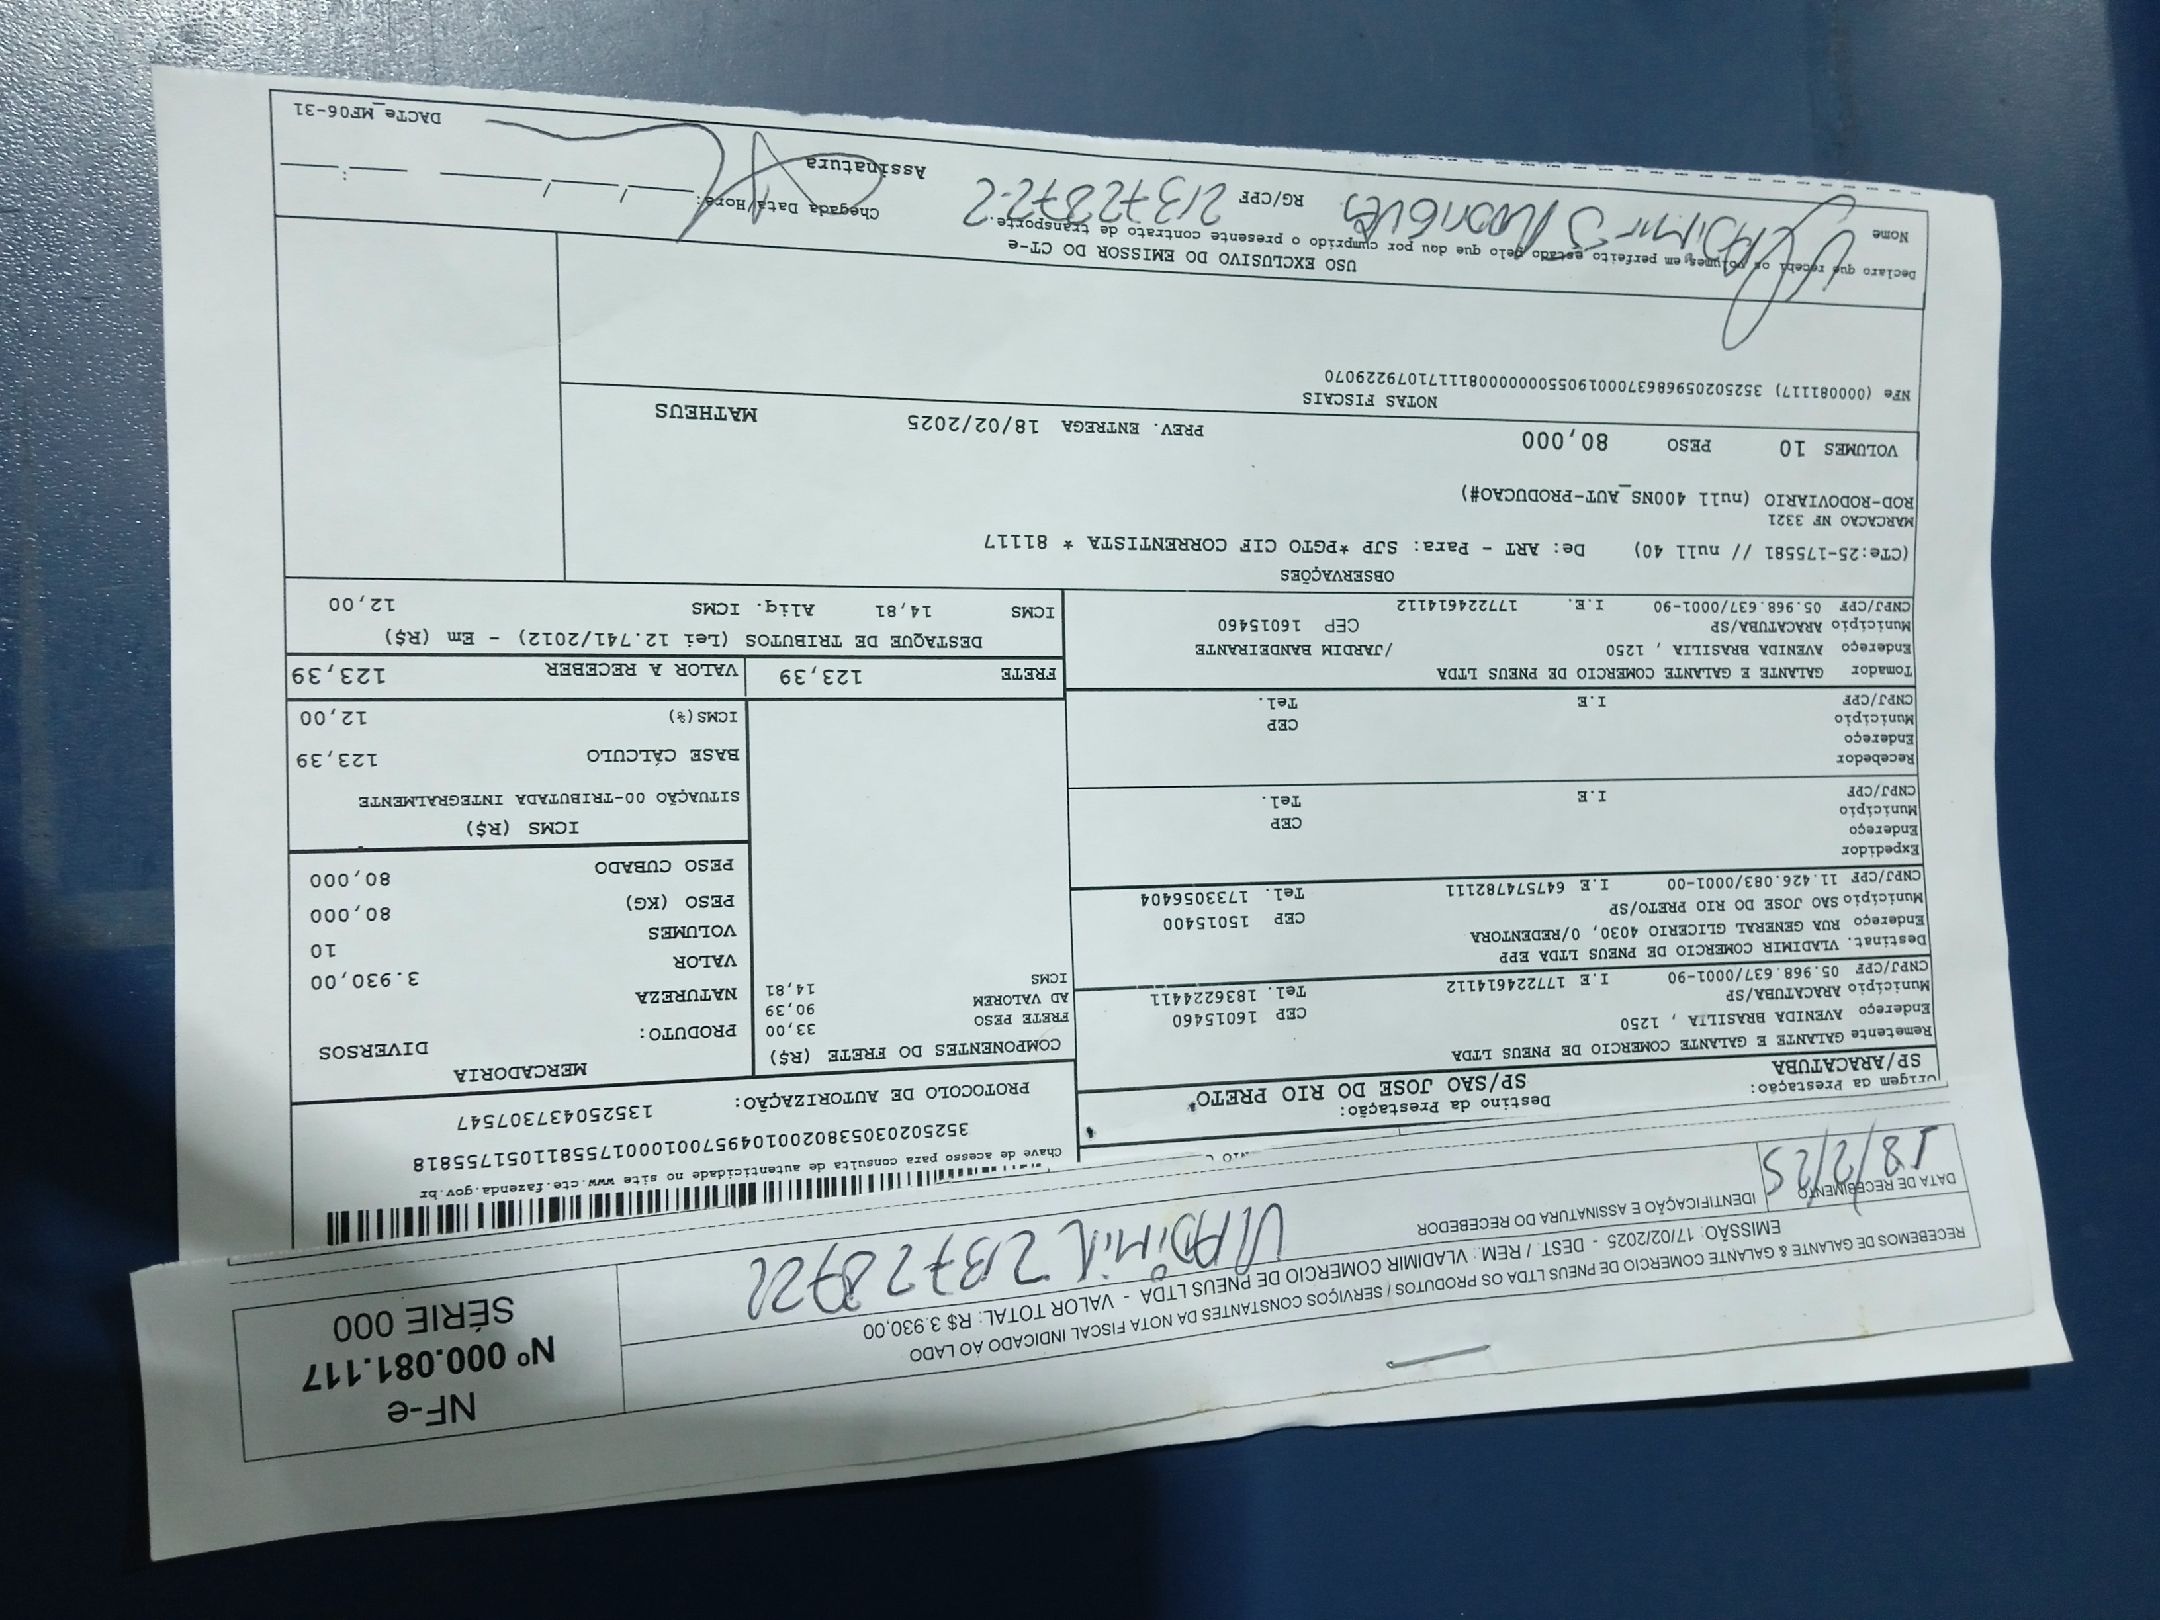 NF-e
Nº 000.081.117
SÉRIE 000
RECEBEMOS DE GALANTE & GALANTE COMERCIO DE PNEUS LTDA OS PRODUTOS / SERVIÇOS CONSTANTES DA NOTA FISCAL INDICADO AO LADO
EMISSÃO: 17/02/2025 - DEST. / REM.: VLADIMIR COMERCIO DE PNEUS LTDA - VALOR TOTAL: R$ 3.930,00
DATA DE RECEBIMENTO
18/2/25
IDENTIFICAÇÃO E ASSINATURA DO RECEBEDOR
VLADIMIR
Chave de acesso para consulta de autenticidade no site www.cte.fazenda.gov.br
35250203053802001049570010001755811051755818
PROTOCOLO DE AUTORIZAÇÃO: 135250437307547
Origem da Prestação:
SP/ARACATUBA
Destino da Prestação:
SP/SAO JOSE DO RIO PRETO
Remetente GALANTE E GALANTE COMERCIO DE PNEUS LTDA
Endereço AVENIDA BRASILIA , 1250
Município ARACATUBA/SP CEP 16015460
CNPJ/CPF 05.968.637/0001-90 I.E 177224614112 Tel. 1836224411
Destinat. VLADIMIR COMERCIO DE PNEUS LTDA EPP
Endereço RUA GENERAL GLICERIO 4030, 0/REDENTORA
Município SAO JOSE DO RIO PRETO/SP CEP 15015400
CNPJ/CPF 11.426.083/0001-00 I.E 647574782111 Tel. 1733056404
Expedidor
Endereço
Município CEP
CNPJ/CPF I.E Tel.
Recebedor
Endereço
Município CEP
CNPJ/CPF I.E Tel.
Tomador GALANTE E GALANTE COMERCIO DE PNEUS LTDA
Endereço AVENIDA BRASILIA , 1250 /JARDIM BANDEIRANTE
Município ARACATUBA/SP CEP 16015460
CNPJ/CPF 05.968.637/0001-90 I.E. 177224614112
COMPONENTES DO FRETE (R$)
FRETE PESO 33,00
AD VALOREM 90,39
ICMS 14,81
FRETE 123,39
MERCADORIA
PRODUTO: DIVERSOS
NATUREZA
VALOR 3.930,00
VOLUMES 10
PESO (KG) 80,000
PESO CUBADO 80,000
ICMS (R$)
SITUAÇÃO 00-TRIBUTADA INTEGRALMENTE
BASE CÁLCULO 123,39
ICMS(%) 12,00
VALOR A RECEBER 123,39
DESTAQUE DE TRIBUTOS (Lei 12.741/2012) - Em (R$)
ICMS 14,81 Aliq. ICMS 12,00
OBSERVAÇÕES
(CTe:25-175581 // null 40) De: ART - Para: SJP *PGTO CIF CORRENTISTA * 81117
MARCACAO NF 3321
ROD-RODOVIARIO (null 400NS_AUT-PRODUCAO#)
VOLUMES 10 PESO 80,000 PREV. ENTREGA 18/02/2025 MATHEUS
NOTAS FISCAIS
NFe (000081117) 35250205968637000190550000000811171079229070
USO EXCLUSIVO DO EMISSOR DO CT-e
Declaro que recebi os volumes em perfeito estado pelo que dou por cumprido o presente contrato de transporte.
Nome VLADIMIR S RODRIGUES RG/CPF 21372872-2 Assinatura Chegada Data/Hora:
DACTe_MF06-31